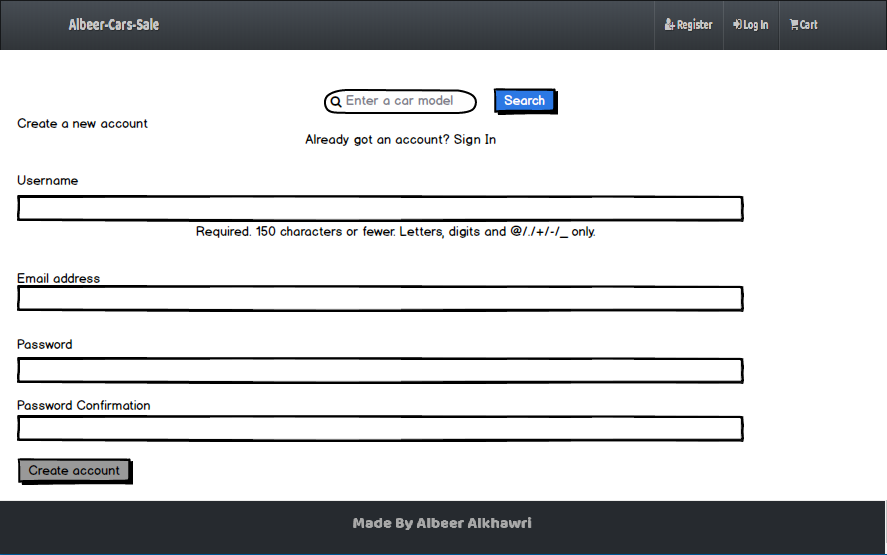 Albeer-Cars-Sale
Register
Log In
Cart
Enter a car model
Search
Create a new account
Already got an account? Sign In
Username
Required. 150 characters or fewer. Letters, digits and @/./+/-/_ only.
Email address
Password
Password Confirmation
Create account
Made By Albeer Alkhawri